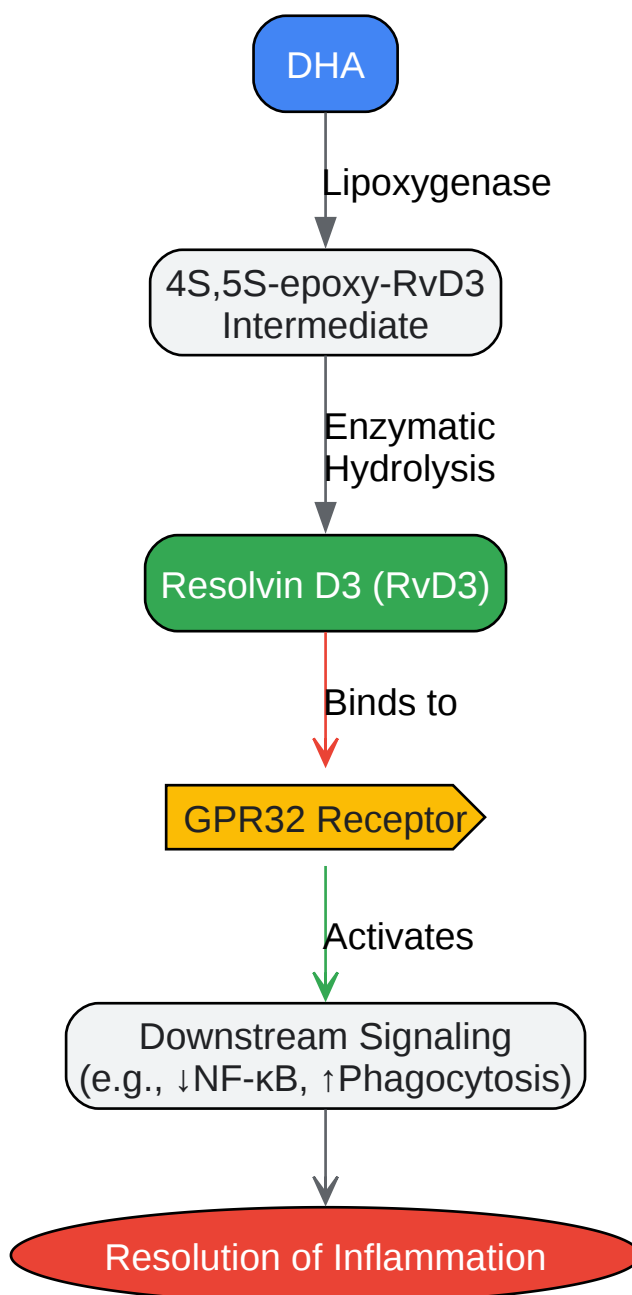 DHA
Lipoxygenase
4S,5S-epoxy-RvD3
Intermediate
Enzymatic
Hydrolysis
Resolvin D3 (RvD3)
Binds to
GPR32 Receptor
Activates
Downstream Signaling
(e.g., ↓NF-κB, ↑Phagocytosis)
Resolution of Inflammation